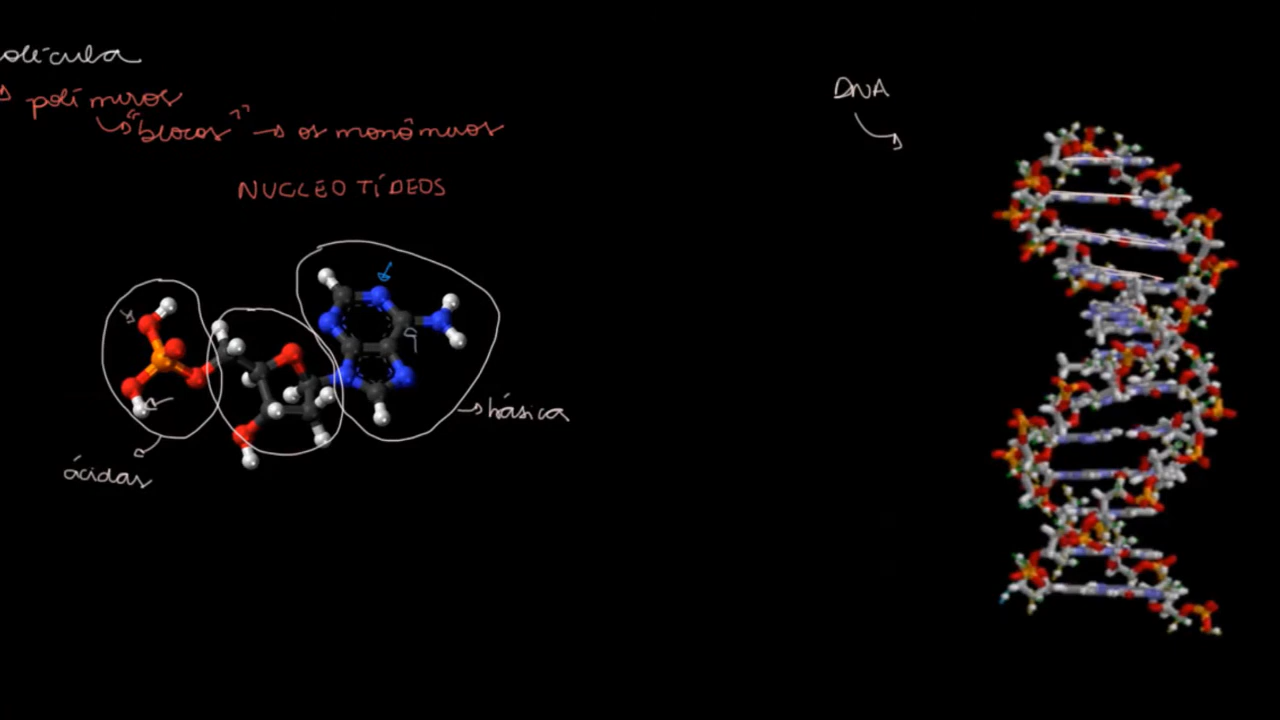 olécula
→ polímeros
↳ "blocos" → os monômeros
NUCLEOTÍDEOS
DNA
→ básica
ácidas